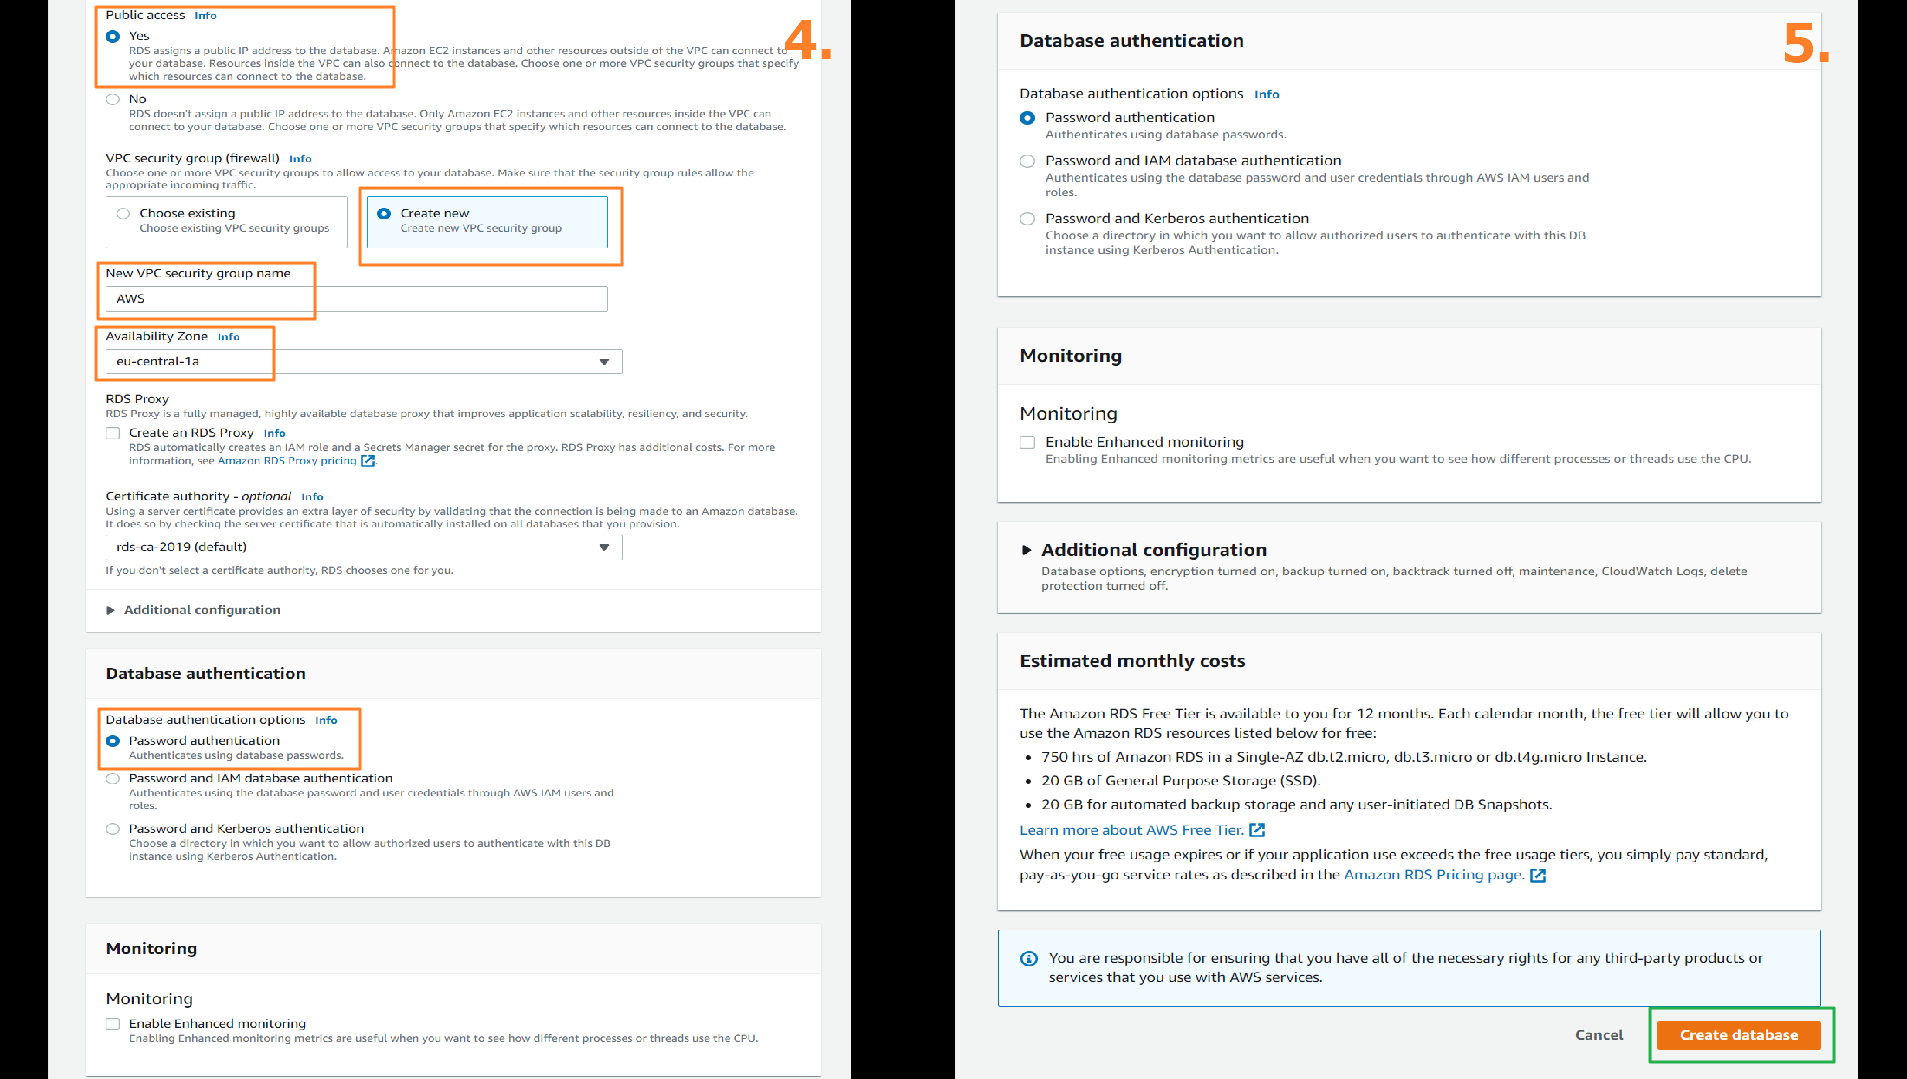 4.
Public access Info
Yes
RDS assigns a public IP address to the database. Amazon EC2 instances and other resources outside of the VPC can connect to
your database. Resources inside the VPC can also connect to the database. Choose one or more VPC security groups that specify
which resources can connect to the database.
No
RDS doesn't assign a public IP address to the database. Only Amazon EC2 instances and other resources inside the VPC can
connect to your database. Choose one or more VPC security groups that specify which resources can connect to the database.
VPC security group (firewall) Info
Choose one or more VPC security groups to allow access to your database. Make sure that the security group rules allow the
appropriate incoming traffic.
Choose existing
Choose existing VPC security groups
Create new
Create new VPC security group
New VPC security group name
AWS
Availability Zone Info
eu-central-1a
RDS Proxy
RDS Proxy is a fully managed, highly available database proxy that improves application scalability, resiliency, and security.
Create an RDS Proxy Info
RDS automatically creates an IAM role and a Secrets Manager secret for the proxy. RDS Proxy has additional costs. For more
information, see Amazon RDS Proxy pricing.
Certificate authority - optional Info
Using a server certificate provides an extra layer of security by validating that the connection is being made to an Amazon database.
It does so by checking the server certificate that is automatically installed on all databases that you provision.
rds-ca-2019 (default)
If you don't select a certificate authority, RDS chooses one for you.
Additional configuration
Database authentication
Database authentication options Info
Password authentication
Authenticates using database passwords.
Password and IAM database authentication
Authenticates using the database password and user credentials through AWS IAM users and
roles.
Password and Kerberos authentication
Choose a directory in which you want to allow authorized users to authenticate with this DB
instance using Kerberos Authentication.
Monitoring
Monitoring
Enable Enhanced monitoring
Enabling Enhanced monitoring metrics are useful when you want to see how different processes or threads use the CPU.
5.
Database authentication
Database authentication options Info
Password authentication
Authenticates using database passwords.
Password and IAM database authentication
Authenticates using the database password and user credentials through AWS IAM users and
roles.
Password and Kerberos authentication
Choose a directory in which you want to allow authorized users to authenticate with this DB
instance using Kerberos Authentication.
Monitoring
Monitoring
Enable Enhanced monitoring
Enabling Enhanced monitoring metrics are useful when you want to see how different processes or threads use the CPU.
Additional configuration
Database options, encryption turned on, backup turned on, backtrack turned off, maintenance, CloudWatch Logs, delete
protection turned off.
Estimated monthly costs
The Amazon RDS Free Tier is available to you for 12 months. Each calendar month, the free tier will allow you to
use the Amazon RDS resources listed below for free:
• 750 hrs of Amazon RDS in a Single-AZ db.t2.micro, db.t3.micro or db.t4g.micro Instance.
• 20 GB of General Purpose Storage (SSD).
• 20 GB for automated backup storage and any user-initiated DB Snapshots.
Learn more about AWS Free Tier.
When your free usage expires or if your application use exceeds the free usage tiers, you simply pay standard,
pay-as-you-go service rates as described in the Amazon RDS Pricing page.
You are responsible for ensuring that you have all of the necessary rights for any third-party products or
services that you use with AWS services.
Cancel
Create database